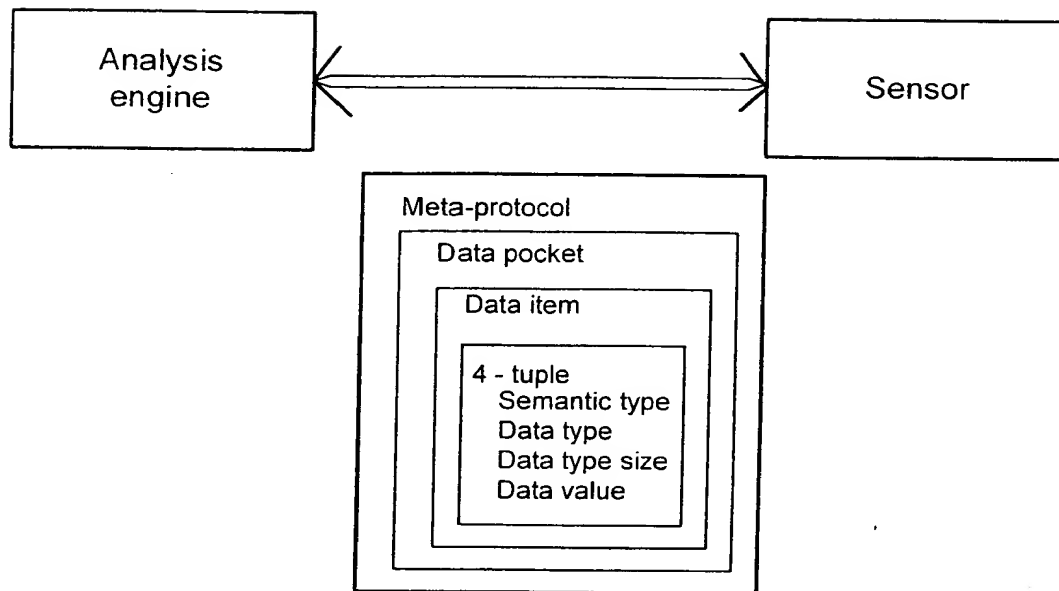 Analysis
engine
Sensor
Meta-protocol
Data pocket
Data item
4 - tuple
Semantic type
Data type
Data type size
Data value